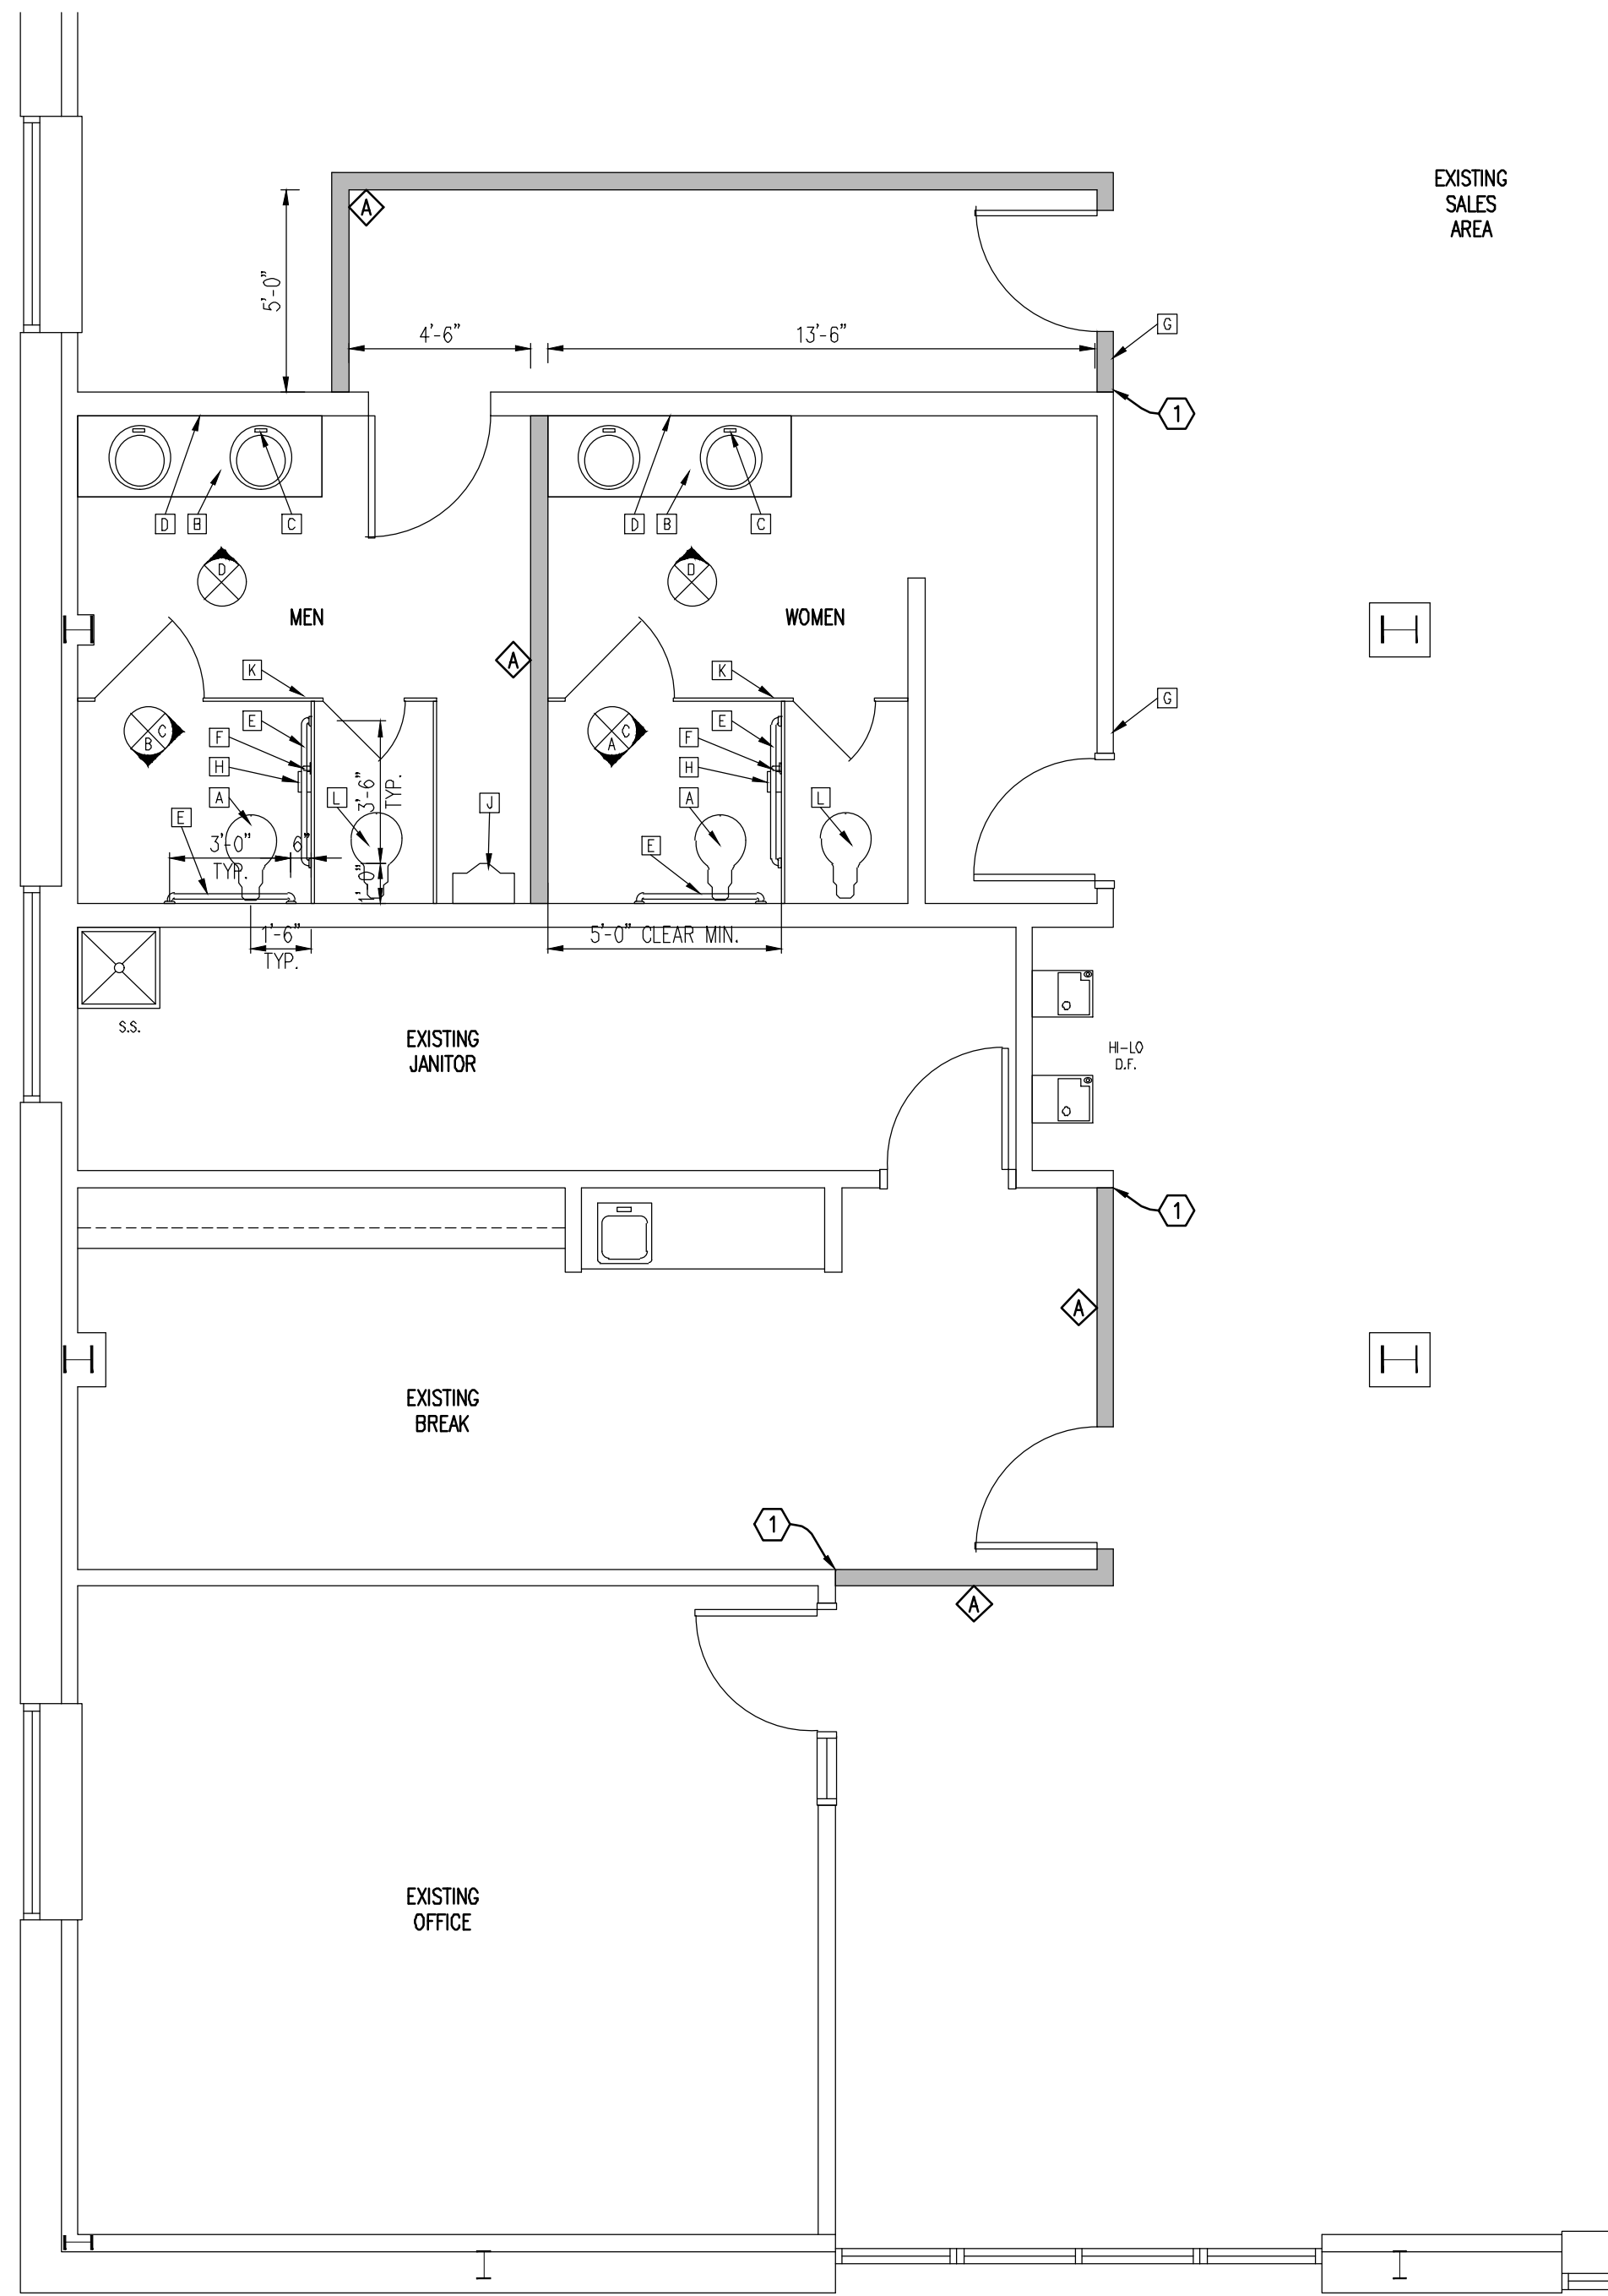 EXISTING
SALES
AREA
A
5'-0"
4'-6"
13'-6"
G
1
D
B
C
D
B
C
D
D
MEN
WOMEN
A
K
K
G
E
E
C
B
F
C
A
F
H
H
3'-6"
TYP.
A
L
A
L
J
E
3'-0"
TYP.
6"
E
1'-0"
1'-6"
TYP.
5'-0" CLEAR MIN.
S.S.
EXISTING
JANITOR
HI-LO
D.F.
1
A
EXISTING
BREAK
1
A
EXISTING
OFFICE